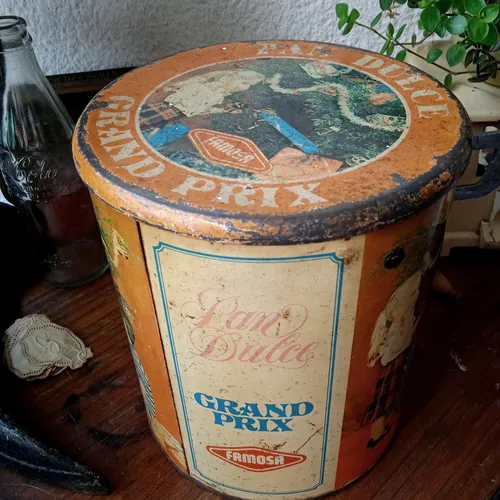 PAN DULCE
GRAND PRIX
FAMOSA
Pan
Dulce
GRAND
PRIX
FAMOSA